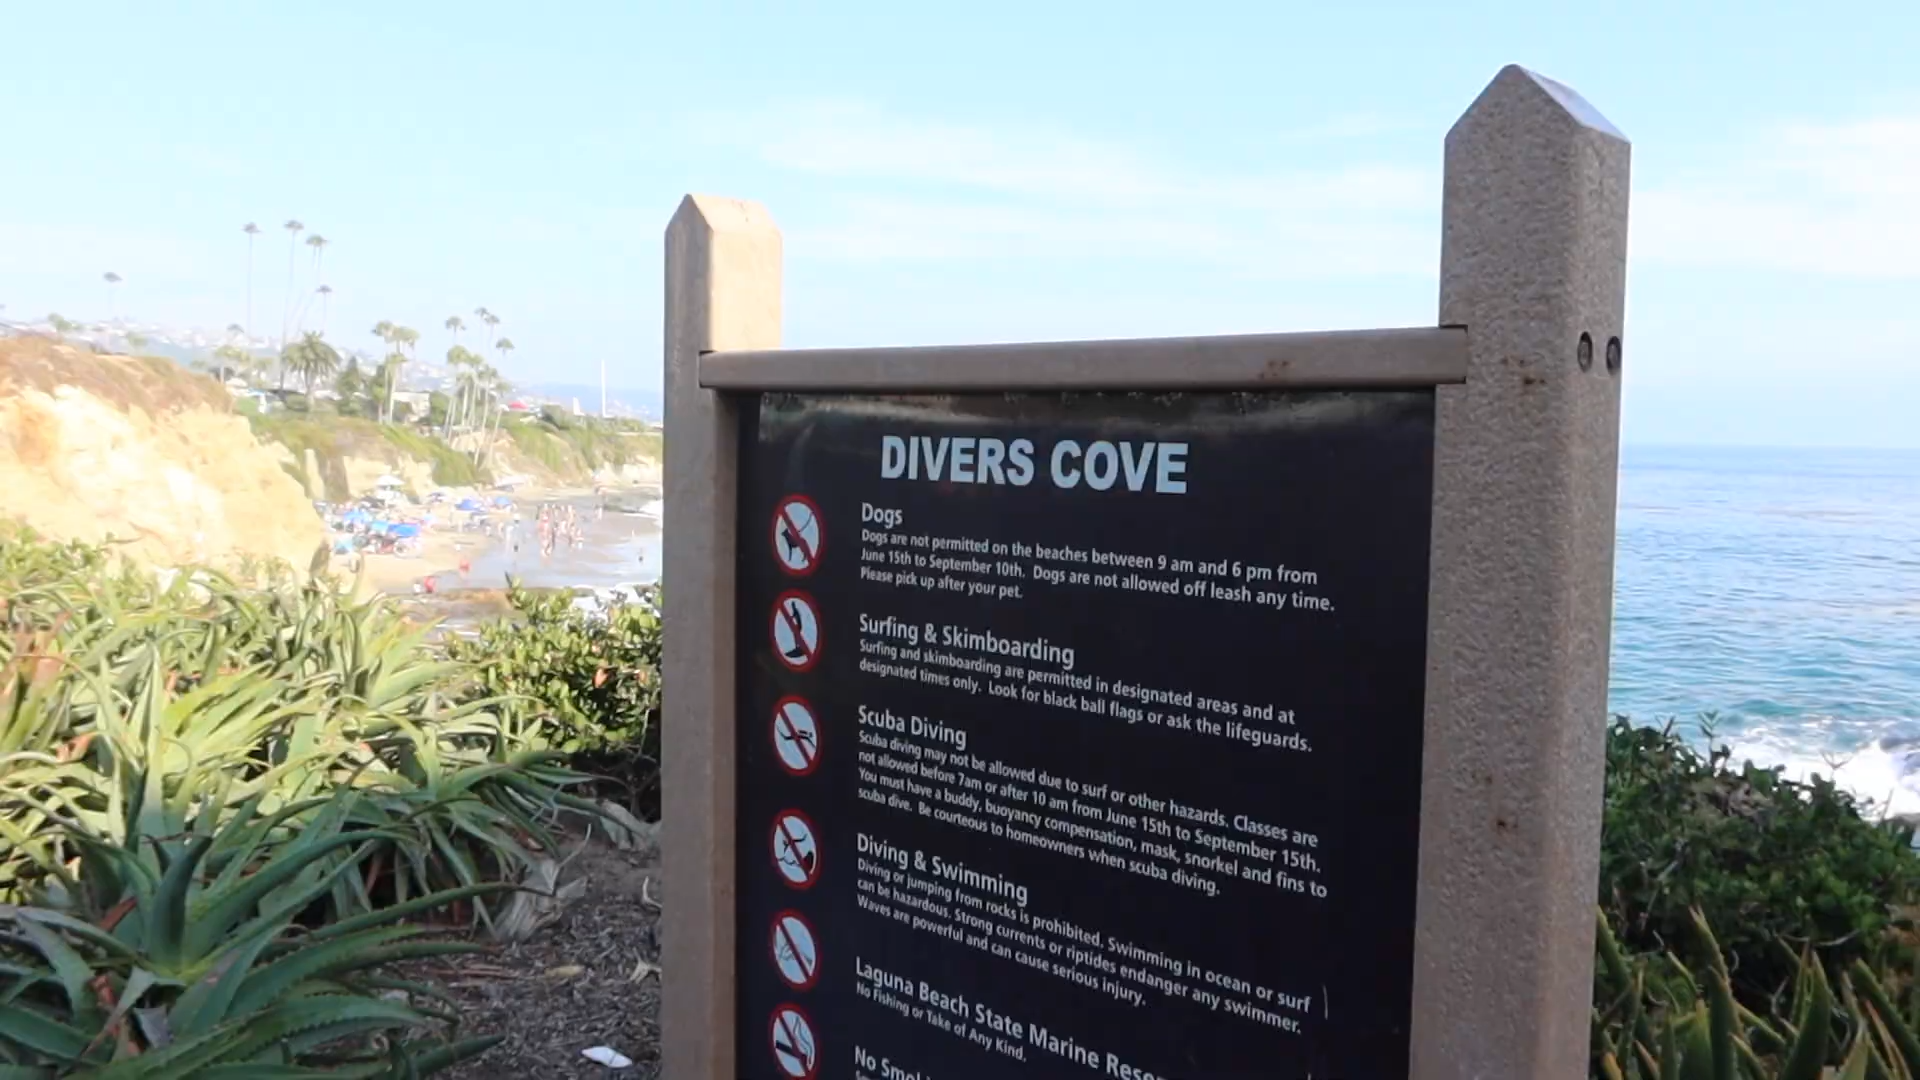 DIVERS COVE
Dogs
Dogs are not permitted on the beaches between 9 am and 6 pm from
June 15th to September 10th. Dogs are not allowed off leash any time.
Please pick up after your pet.
Surfing & Skimboarding
Surfing and skimboarding are permitted in designated areas and at
designated times only. Look for black ball flags or ask the lifeguards.
Scuba Diving
Scuba diving may not be allowed due to surf or other hazards. Classes are
not allowed before 7am or after 10 am from June 15th to September 15th.
You must have a buddy, buoyancy compensation, mask, snorkel and fins to
scuba dive. Be courteous to homeowners when scuba diving.
Diving & Swimming
Diving or jumping from rocks is prohibited. Swimming in ocean or surf
can be hazardous. Strong currents or riptides endanger any swimmer.
Waves are powerful and can cause serious injury.
Laguna Beach State Marine
No Fishing or Take of Any Kind.
No